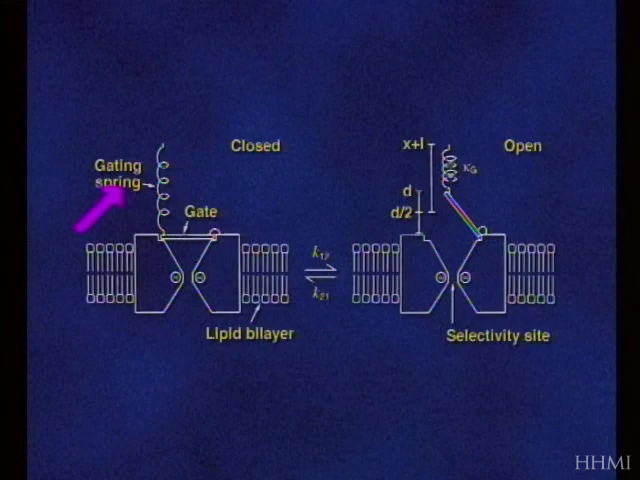 Closed
Gating
spring
Gate
k₁₂
k₂₁
Lipid bilayer
x+l
κG
Open
d
d/2
Selectivity site
HHMI